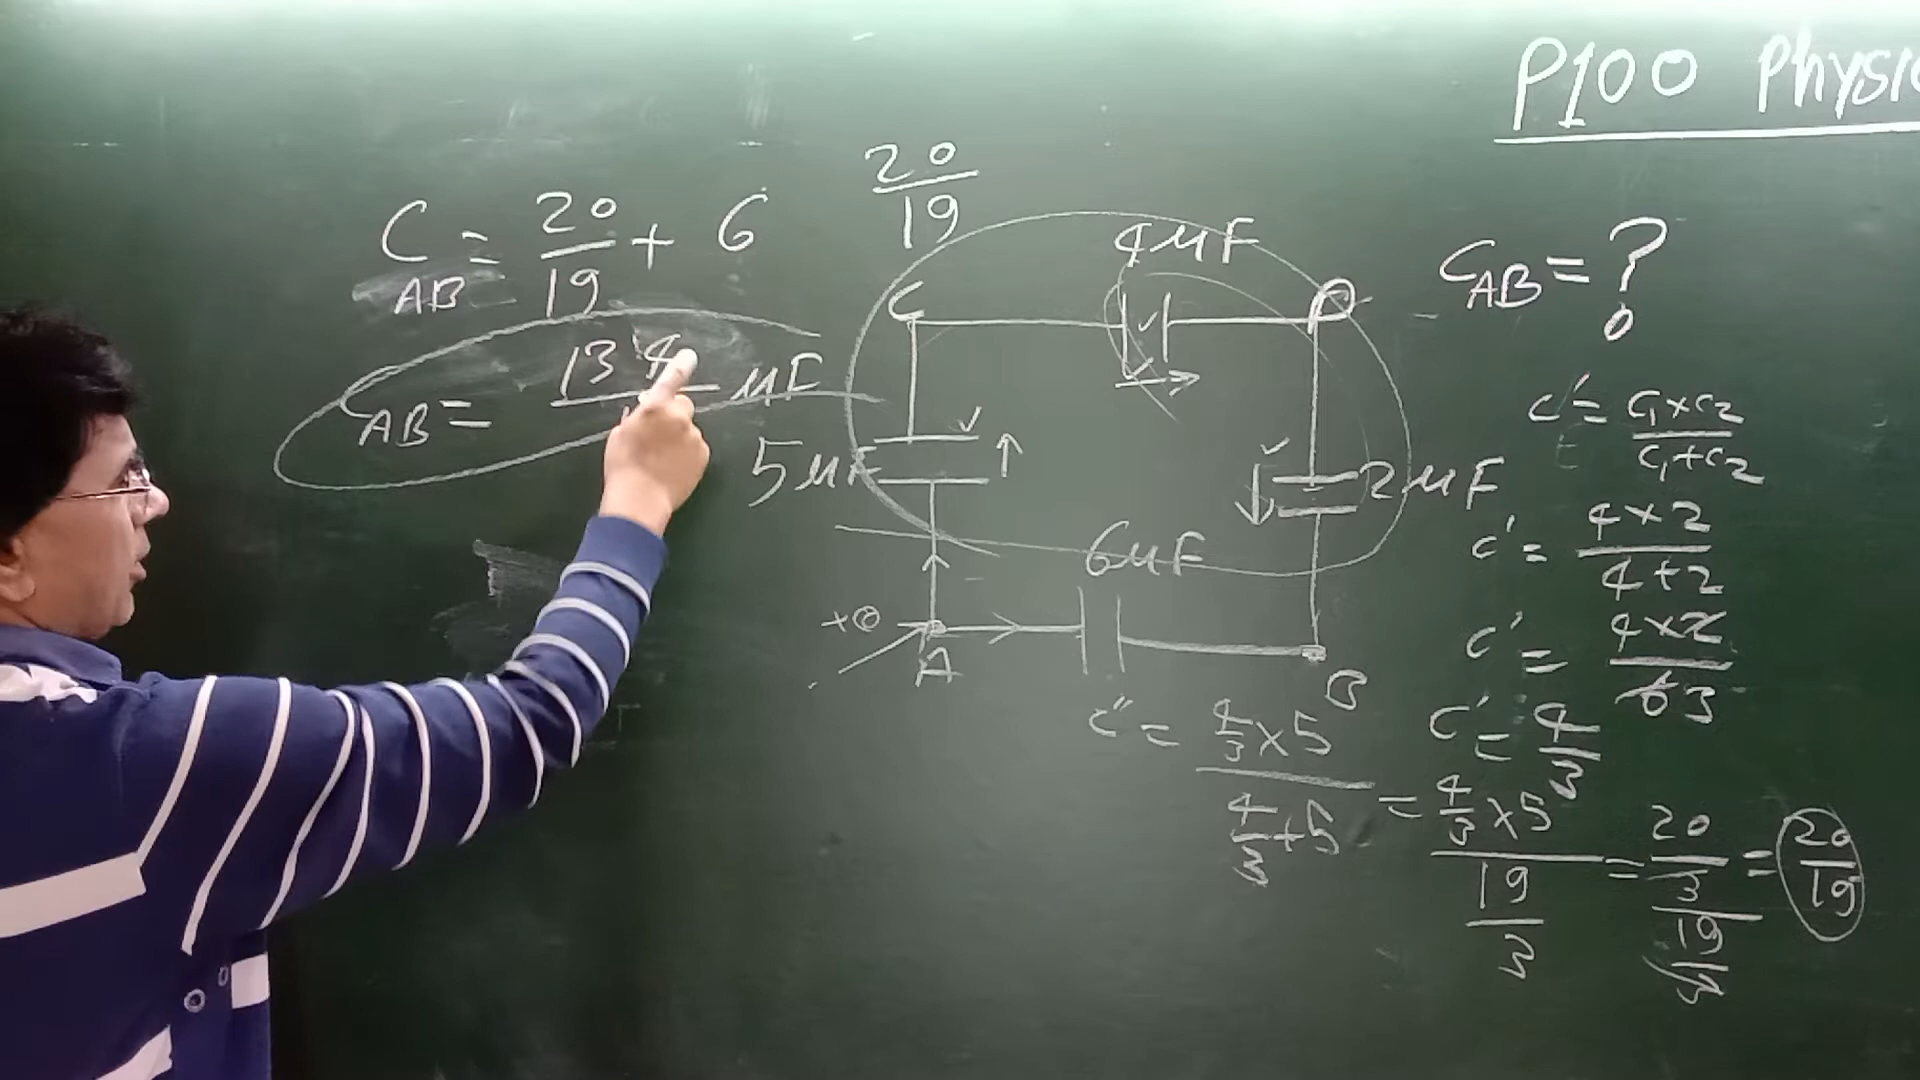 P100 Physic
C_AB = 20/19 + 6
C_AB = 134/ μF
20/19
4μF
C
D
5μF
2μF
6μF
+
A
B
C_AB = ?
C' = C₁×C₂/C₁+C₂
C' = 4×2/4+2
C' = 4×2/6 3
C' = 4/3
C" = 4/3×5 / 4/3+5 = 4/3×5 / 19/3 = 20/3 / 19/3 = 20/19